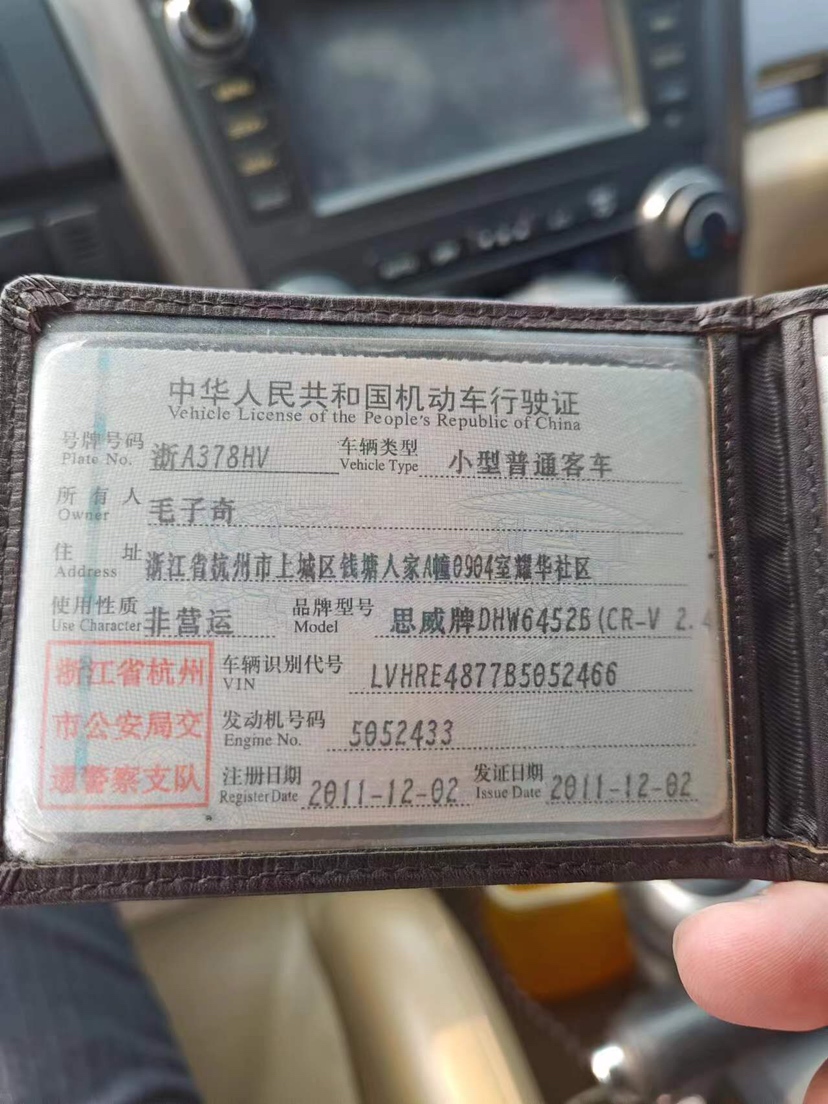 中华人民共和国机动车行驶证
Vehicle License of the People's Republic of China
号牌号码 浙A378HV 车辆类型 小型普通客车
Plate No. Vehicle Type
所有人 毛子奇
Owner
住址 浙江省杭州市上城区钱塘人家A幢0904室耀华社区
Address
使用性质 非营运 品牌型号 思威牌DHW6452B(CR-V 2.4
Use Character Model
浙江省杭州 车辆识别代号 LVHRE4877B5052466
VIN
市公安局交 发动机号码 5052433
Engine No.
通警察支队 注册日期 2011-12-02 发证日期 2011-12-02
Register Date Issue Date